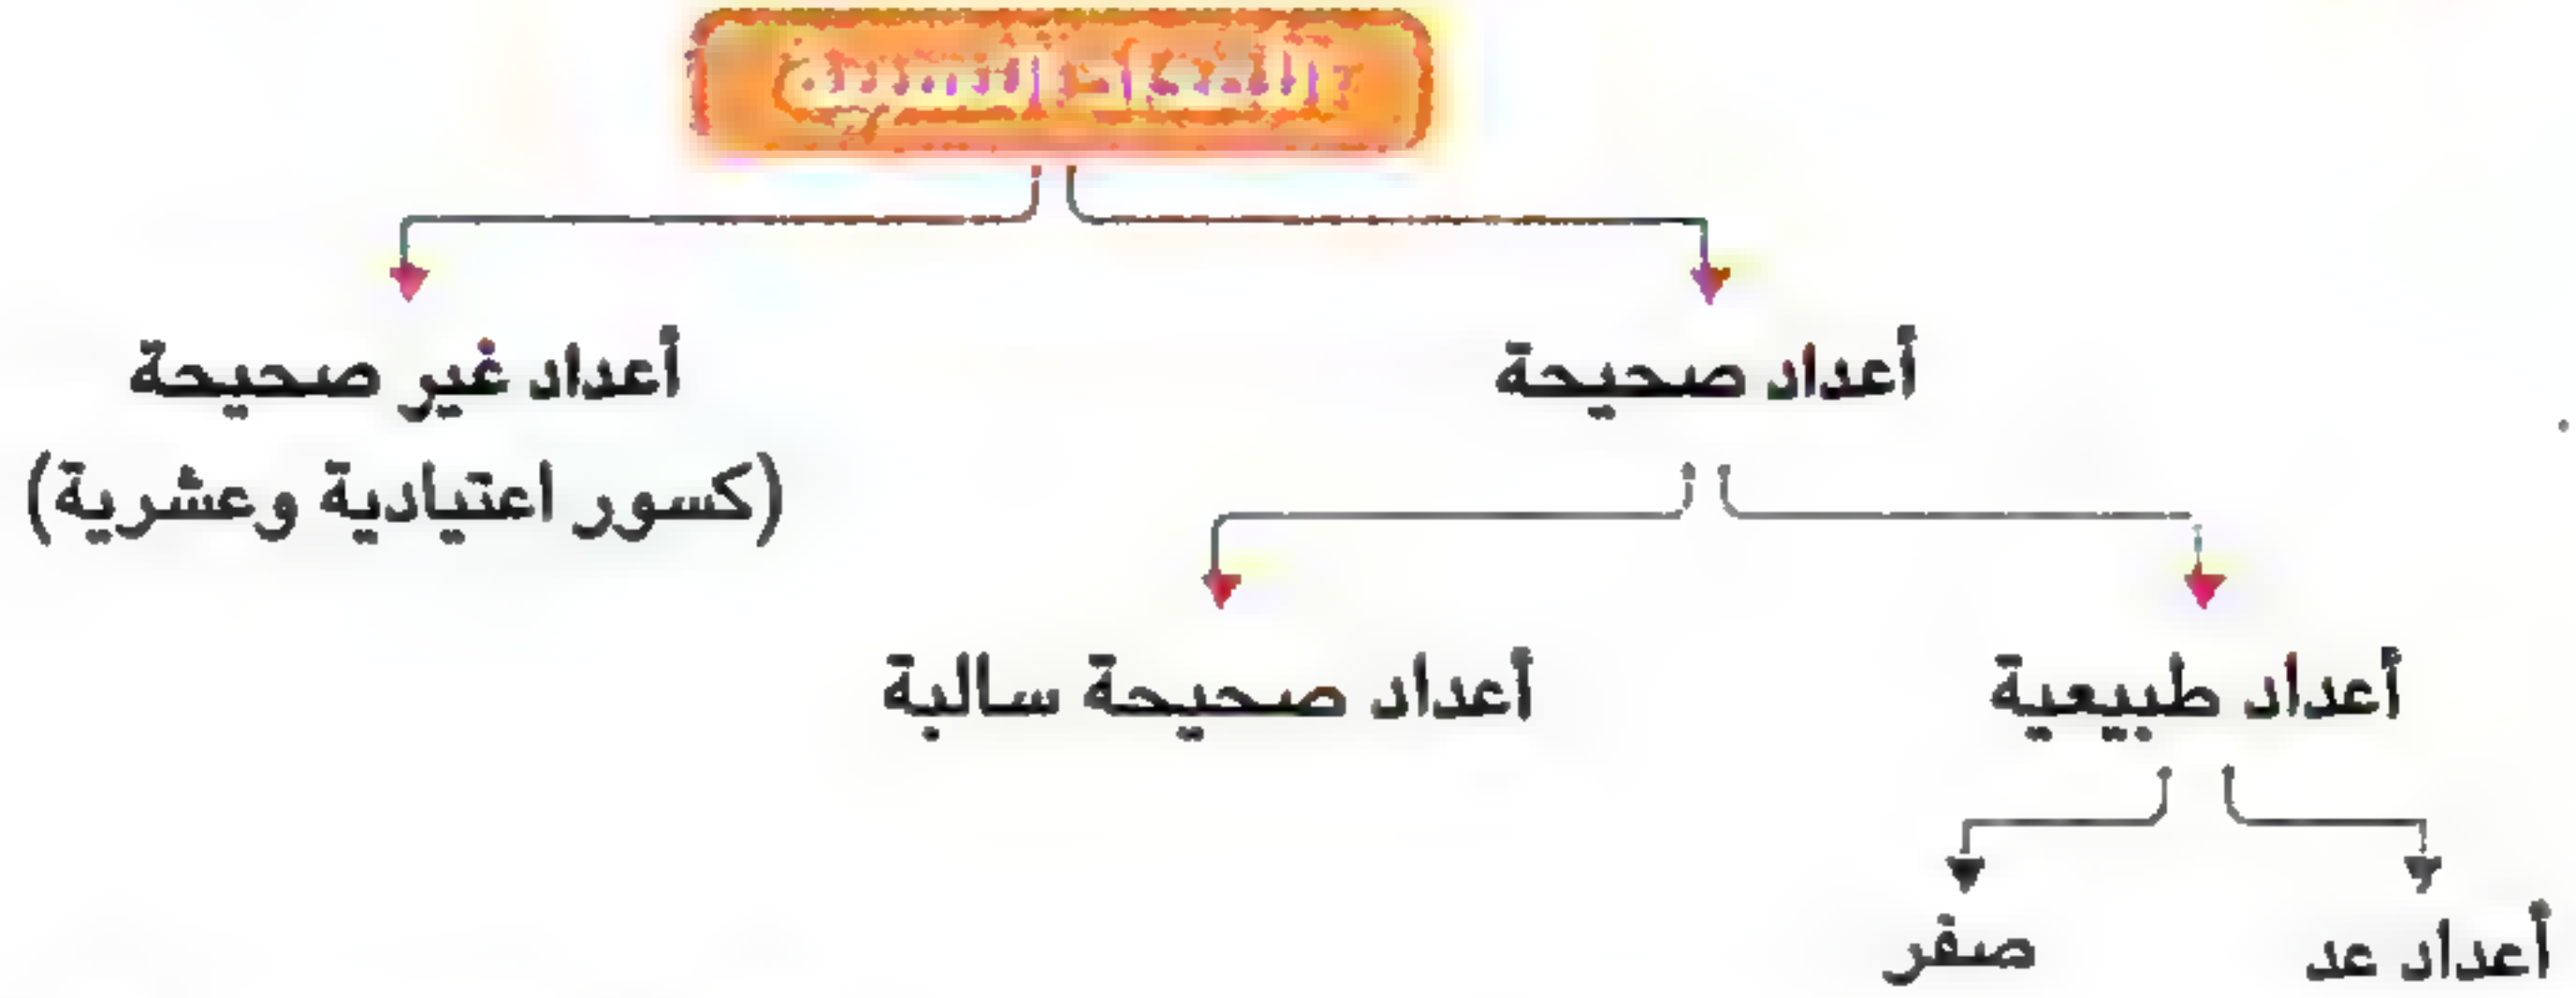 أعداد صحيحة
أعداد غير صحيحة
(كسور اعتيادية وعشرية)
أعداد طبيعية
أعداد صحيحة سالبة
أعداد عد
صفر